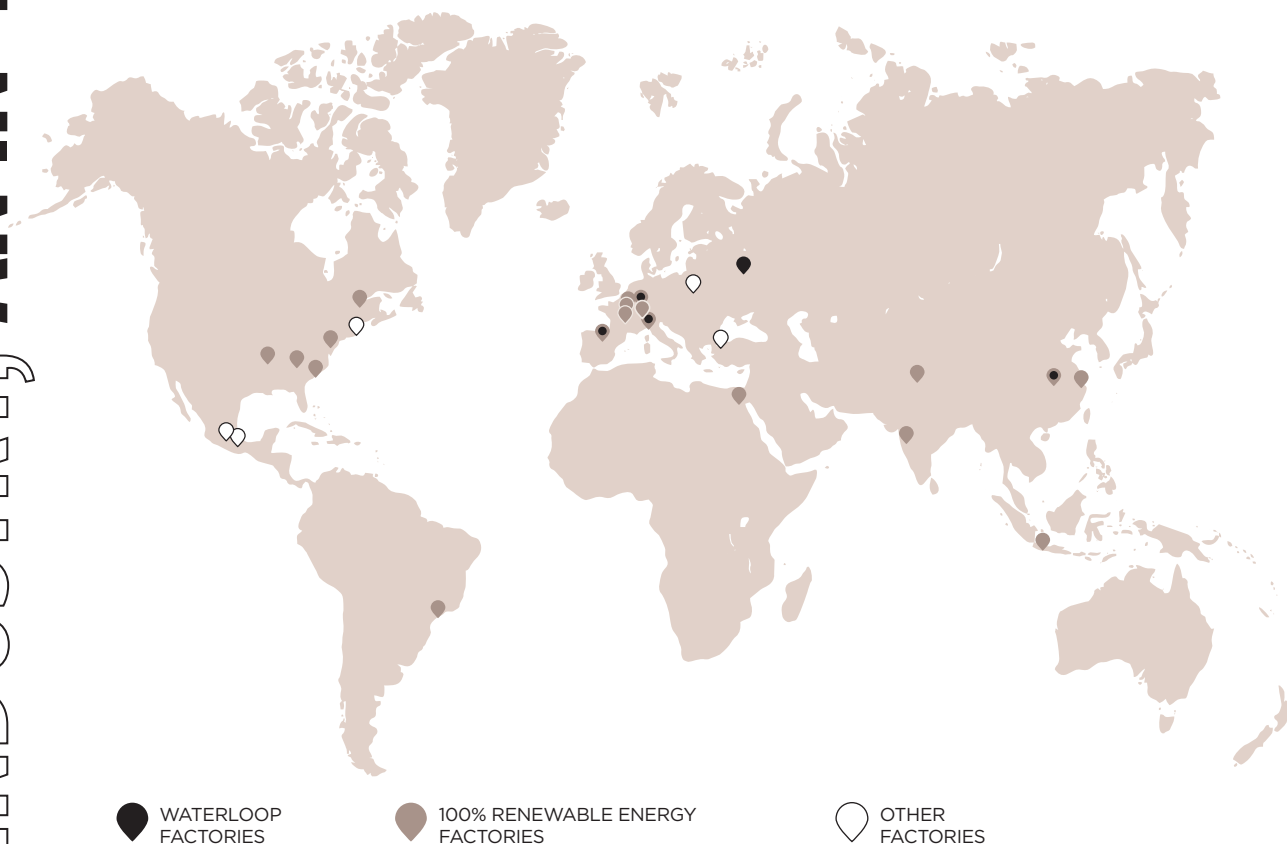 WATERLOOP
FACTORIES
100% RENEWABLE ENERGY
FACTORIES
OTHER
FACTORIES